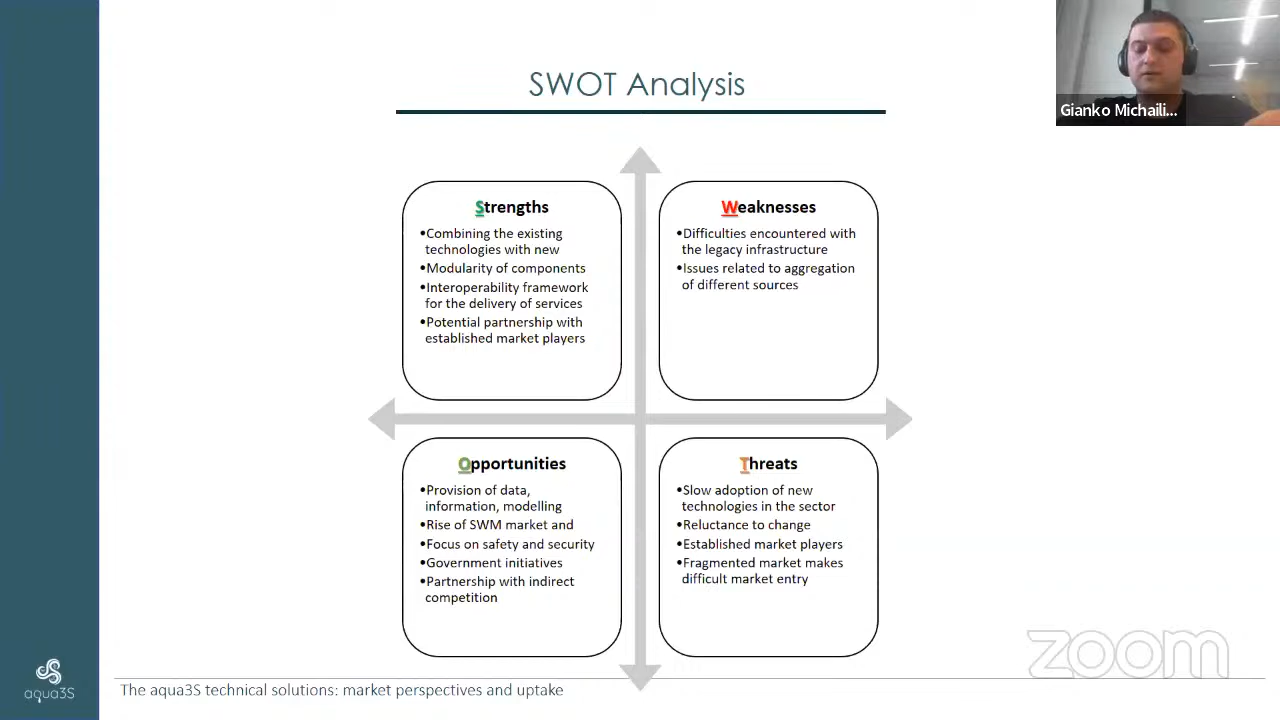 SWOT Analysis
Gianko Michaili...
Strengths
•Combining the existing
technologies with new
•Modularity of components
•Interoperability framework
for the delivery of services
•Potential partnership with
established market players
Weaknesses
•Difficulties encountered with
the legacy infrastructure
•Issues related to aggregation
of different sources
Opportunities
•Provision of data,
information, modelling
•Rise of SWM market and
•Focus on safety and security
•Government initiatives
•Partnership with indirect
competition
Threats
•Slow adoption of new
technologies in the sector
•Reluctance to change
•Established market players
•Fragmented market makes
difficult market entry
zoom
aqua3S
The aqua3S technical solutions: market perspectives and uptake